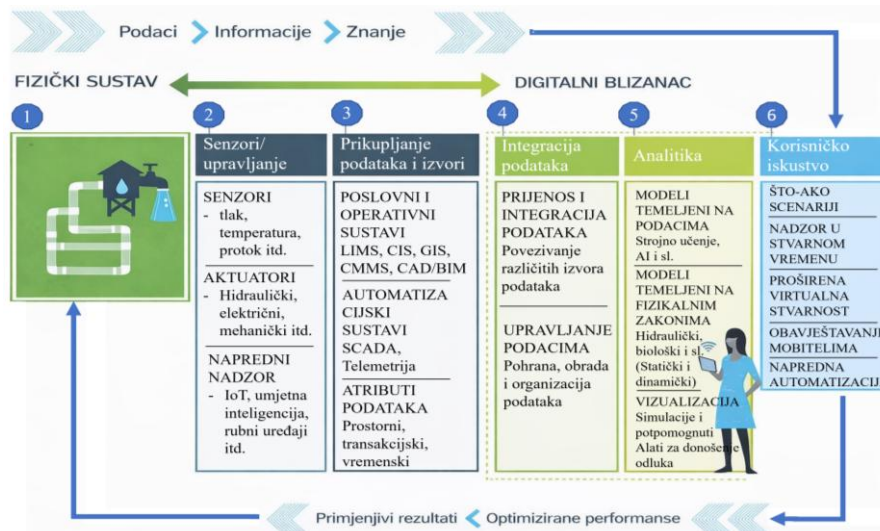 Podaci > Informacije > Znanje
FIZIČKI SUSTAV
DIGITALNI BLIZANAC
1
2
Senzori/
upravljanje
SENZORI
- tlak,
temperatura,
protok itd.
AKTUATORI
- Hidraulički,
električni,
mehanički itd.
NAPREDNI
NADZOR
- IoT, umjetna
inteligencija,
rubni uređaji
itd.
3
Prikupljanje
podataka i izvori
POSLOVNI I
OPERATIVNI
SUSTAVI
LIMS, CIS, GIS,
CMMS, CAD/BIM
AUTOMATIZA
CIJSKI
SUSTAVI
SCADA,
Telemetrija
ATRIBUTI
PODATAKA
Prostorni,
transakcijski,
vremenski
4
Integracija
podataka
PRIJENOS I
INTEGRACIJA
PODATAKA
Povezivanje
različitih izvora
podataka
UPRAVLJANJE
PODACIMA
Pohrana, obrada
i organizacija
podataka
5
Analitika
MODELI
TEMELJENI NA
PODACIMA
Strojno učenje,
AI i sl.
MODELI
TEMELJENI NA
FIZIKALNIM
ZAKONIMA
Hidraulički,
biološki i sl.
(Statički i
dinamički)
VIZUALIZACIJA
Simulacije i
potpomognuti
Alati za donošenje
odluka
6
Korisničko
iskustvo
ŠTO-AKO
SCENARIJI
NADZOR U
STVARNOM
VREMENU
PROŠIRENA
VIRTUALNA
STVARNOST
OBAVJEŠTAVANJE
MOBITELIMA
NAPREDNA
AUTOMATIZACIJA
Primjenjivi rezultati < Optimizirane performanse